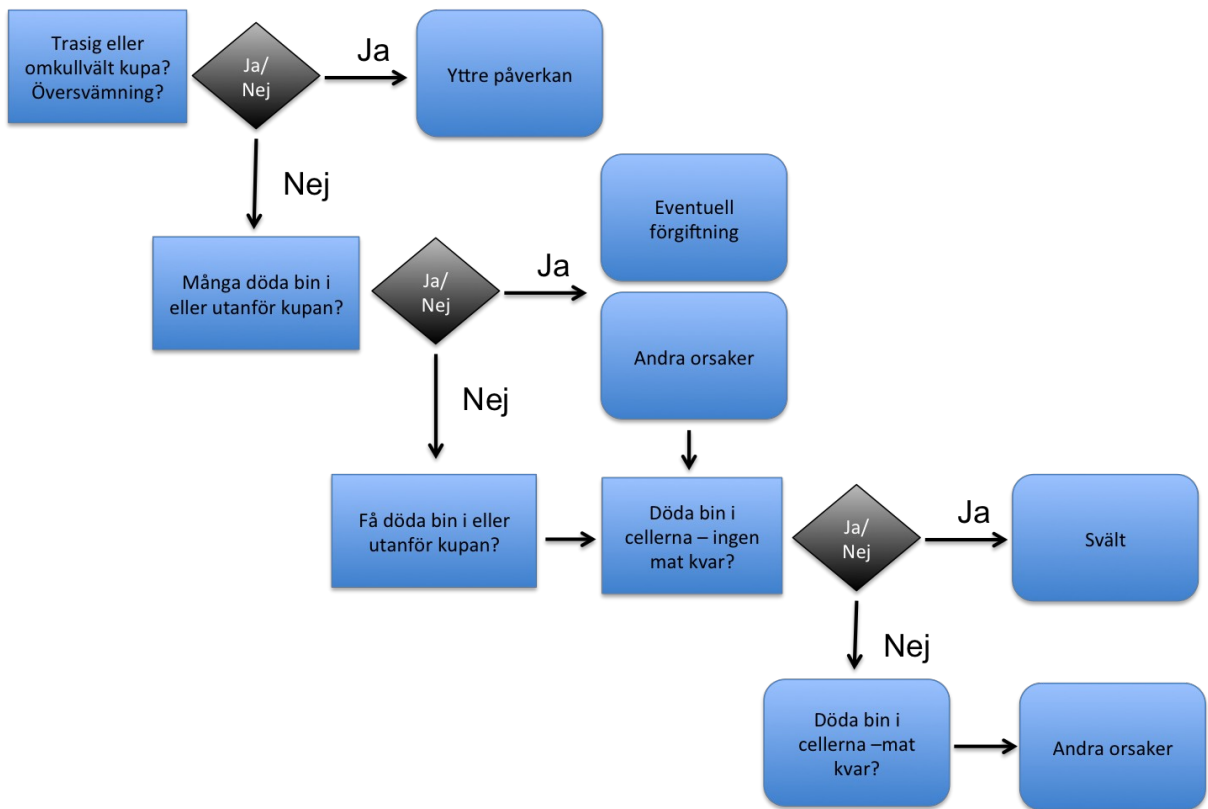 Trasig eller
omkullvält kupa?
Översvämning?
Ja/
Nej
Ja
Yttre påverkan
Nej
Många döda bin i
eller utanför kupan?
Ja/
Nej
Ja
Eventuell
förgiftning
Andra orsaker
Nej
Få döda bin i eller
utanför kupan?
Döda bin i
cellerna – ingen
mat kvar?
Ja/
Nej
Ja
Svält
Nej
Döda bin i
cellerna –mat
kvar?
Andra orsaker